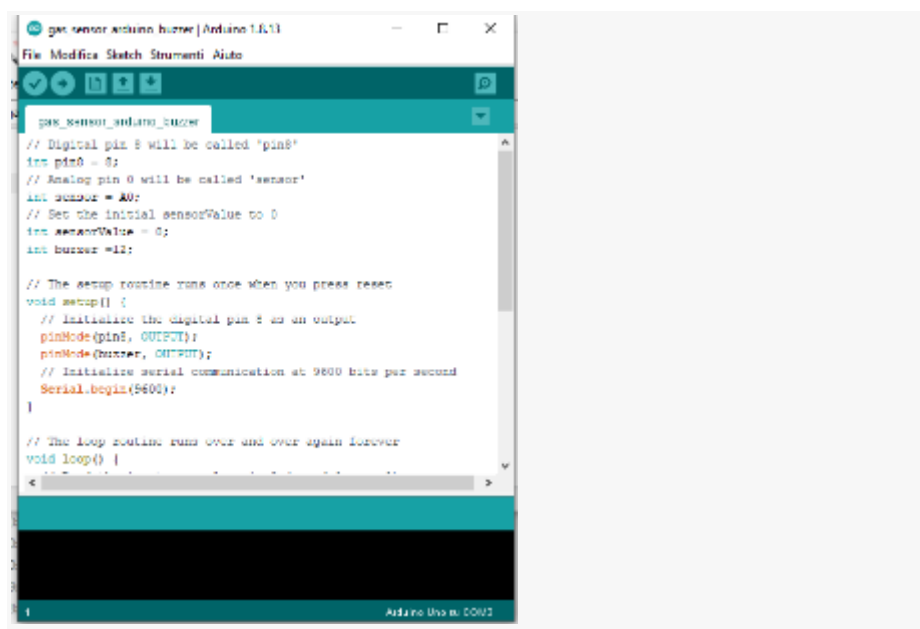 gas sensor arduino buzzer | Arduino 1.8.13
File Modifica Sketch Strumenti Aiuto
gas_sensor_arduino_buzzer
// Digital pin 8 will be called 'pin8'
int pin8 = 8;
// Analog pin 0 will be called 'sensor'
int sensor = A0;
// Set the initial sensorValue to 0
int sensorValue = 0;
int buzzer =12;
// The setup routine runs once when you press reset
void setup() {
// Initialize the digital pin 8 as an output
pinMode(pin8, OUTPUT);
pinMode(buzzer, OUTPUT);
// Initialize serial communication at 9600 bits per second
Serial.begin(9600);
}
// The loop routine runs over and over again forever
void loop() {
1
Arduino Uno su